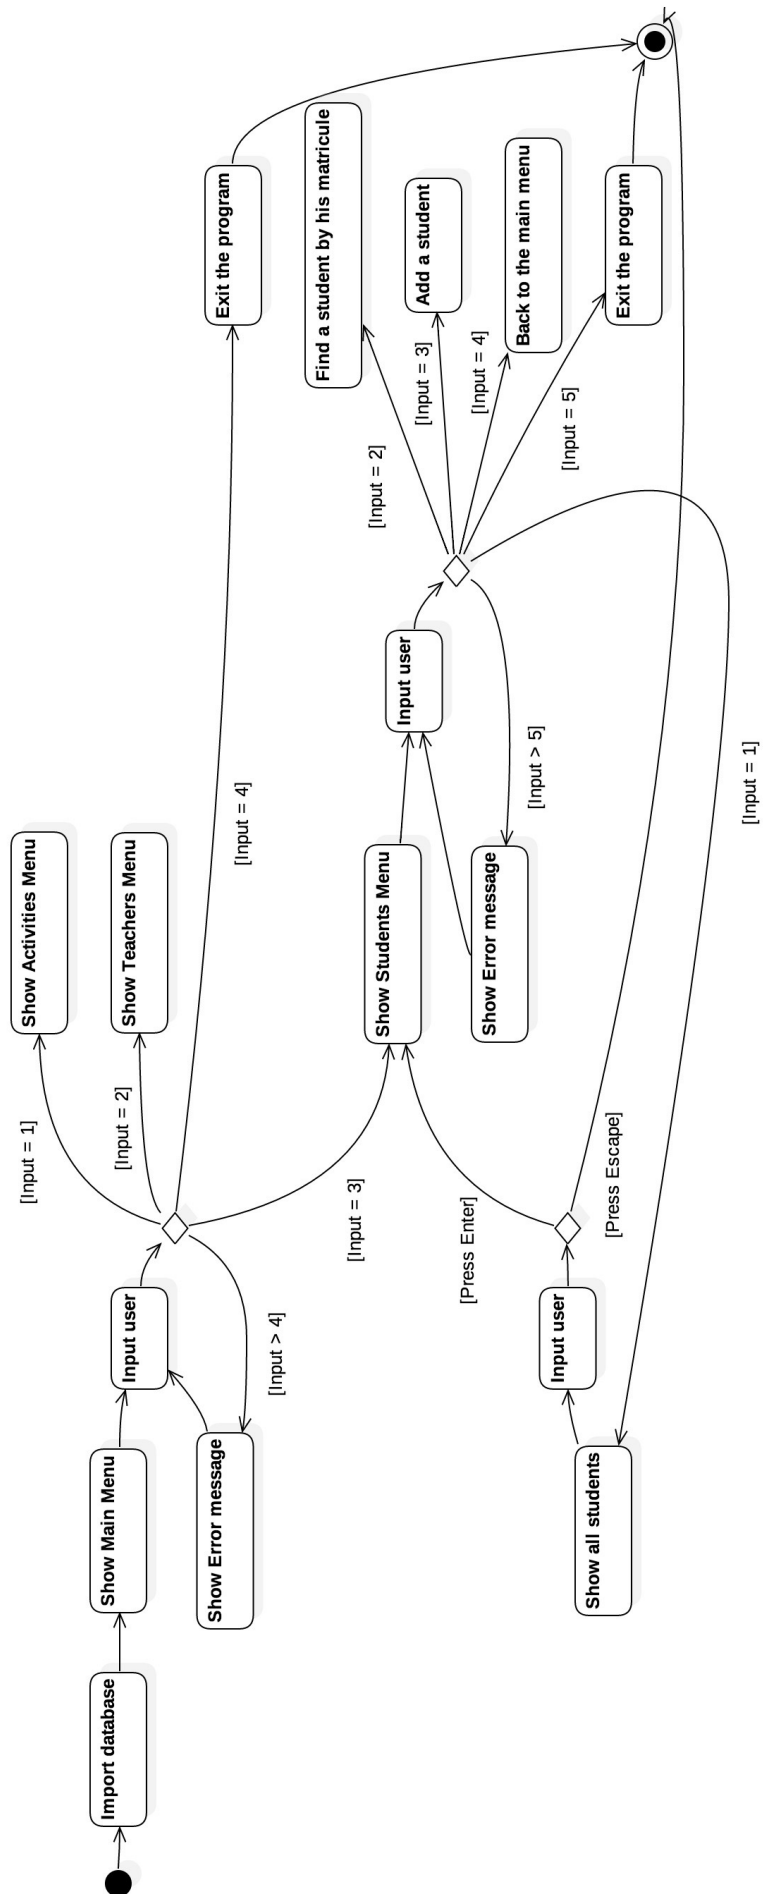 Import database
Show Main Menu
Show Error message
Input user
[Input > 4]
[Input = 1]
[Input = 2]
[Input = 3]
[Input = 4]
Show Activities Menu
Show Teachers Menu
Exit the program
Show Students Menu
Show Error message
Input user
[Input > 5]
[Input = 2]
[Input = 3]
[Input = 4]
[Input = 5]
[Input = 1]
Find a student by his matricule
Add a student
Back to the main menu
Exit the program
Show all students
Input user
[Press Enter]
[Press Escape]